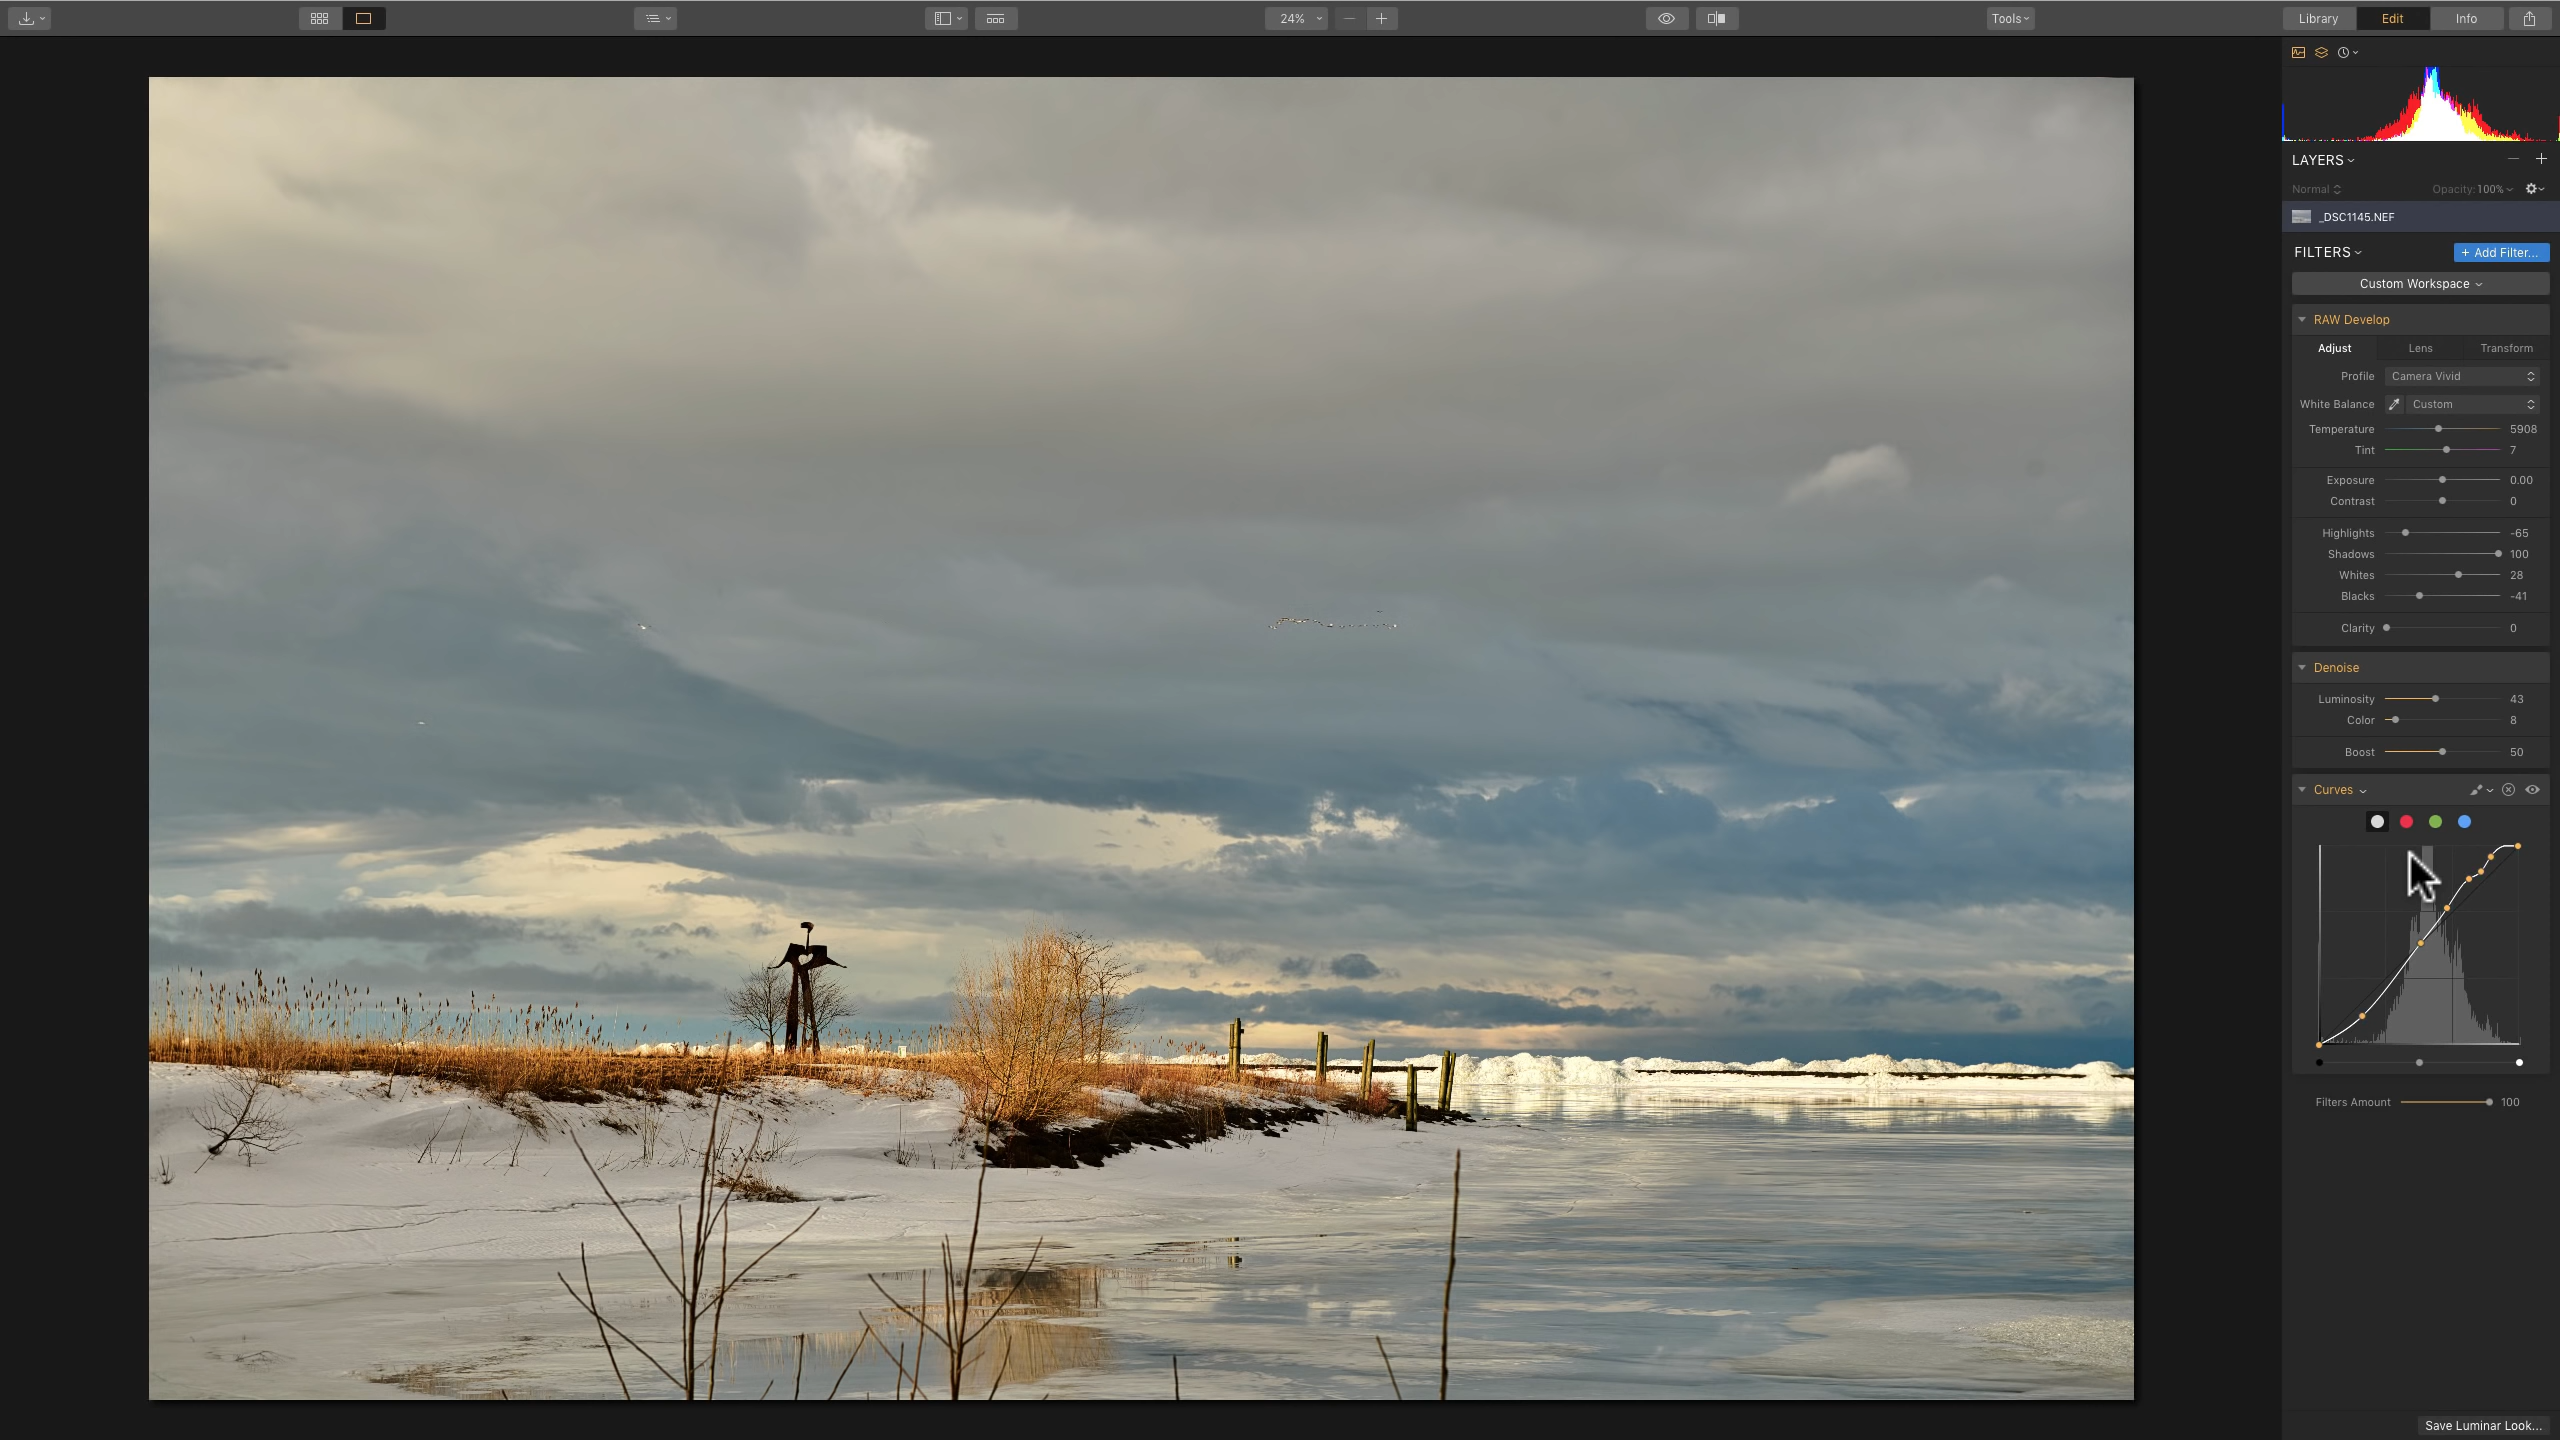 24%
Tools
Library Edit Info
LAYERS
Normal Opacity: 100%
_DSC1145.NEF
FILTERS + Add Filter...
Custom Workspace
RAW Develop
Adjust Lens Transform
Profile Camera Vivid
White Balance Custom
Temperature 5908
Tint 7
Exposure 0.00
Contrast 0
Highlights -65
Shadows 100
Whites 28
Blacks -41
Clarity 0
Denoise
Luminosity 43
Color 8
Boost 50
Curves
Filters Amount 100
Save Luminar Look...